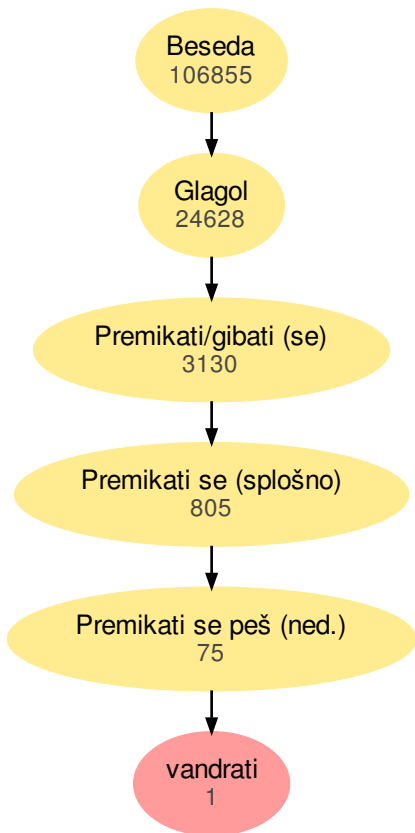 Beseda
106855
Glagol
24628
Premikati/gibati (se)
3130
Premikati se (splošno)
805
Premikati se peš (ned.)
75
vandrati
1